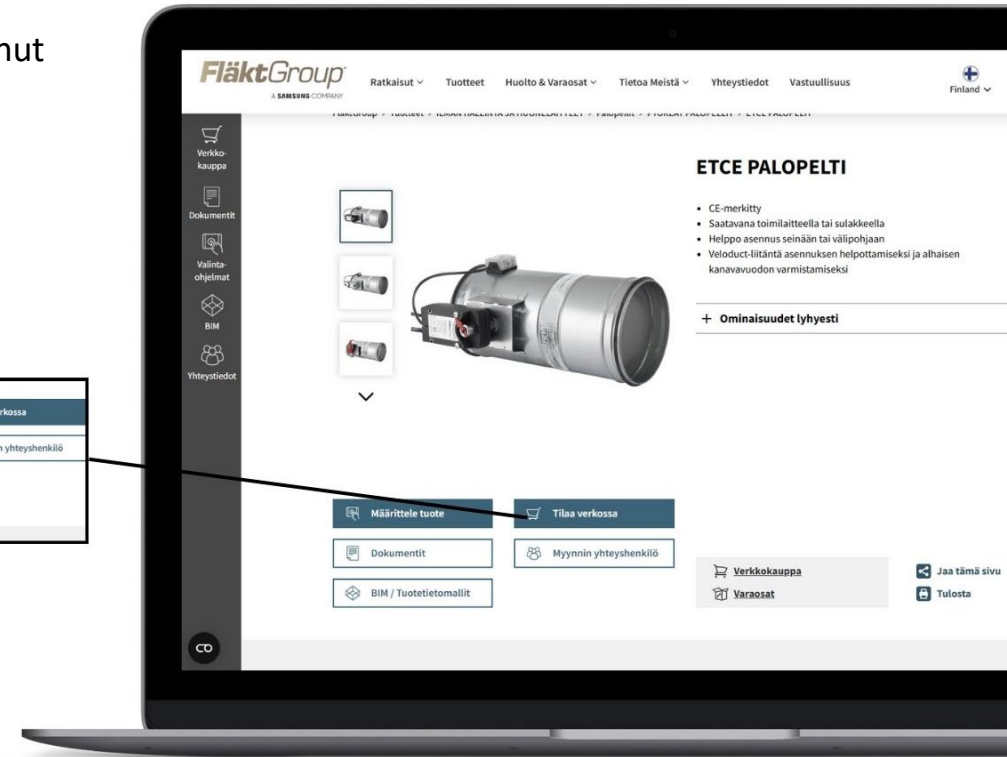 FläktGroup
A SAMSUNG COMPANY
Ratkaisut
Tuotteet
Huolto & Varaosat
Tietoa Meistä
Yhteystiedot
Vastuullisuus
Finland
Verkko-
kauppa
Dokumentit
Valinta-
ohjelmat
BIM
Yhteystiedot
ETCE PALOPELTI
• CE-merkitty
• Saatavana toimilaitteella tai sulakkeella
• Helppo asennus seinään tai välipohjaan
• Veloduct-liitäntä asennuksen helpottamiseksi ja alhaisen
kanavavuodon varmistamiseksi
+ Ominaisuudet lyhyesti
yhteyshenkilö
Määrittele tuote
Tilaa verkossa
Dokumentit
Myynnin yhteyshenkilö
BIM / Tuotetietomallit
Verkkokauppa
Varaosat
Jaa tämä sivu
Tulosta